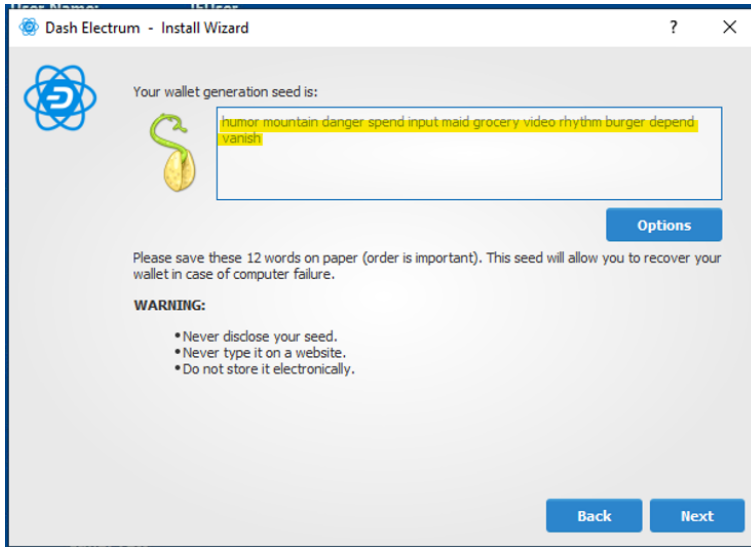 User Name:
Dash Electrum - Install Wizard
?
Your wallet generation seed is:
humor mountain danger spend input maid grocery video rhythm burger depend
vanish
Options
Please save these 12 words on paper (order is important). This seed will allow you to recover your
wallet in case of computer failure.
WARNING:
•Never disclose your seed.
•Never type it on a website.
•Do not store it electronically.
Back
Next